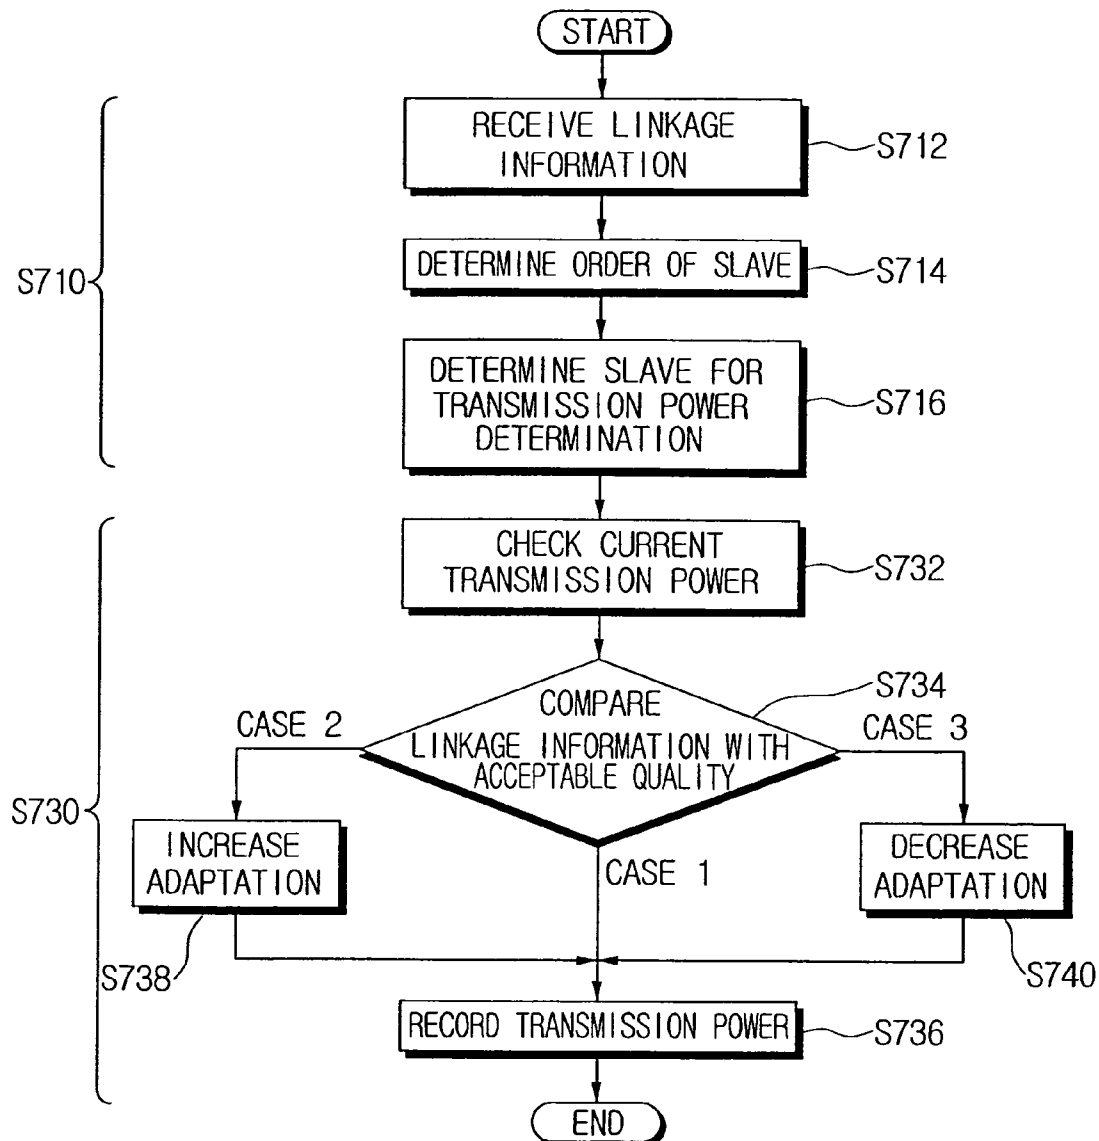 START
RECEIVE LINKAGE
INFORMATION
S712
DETERMINE ORDER OF SLAVE
S714
S710
DETERMINE SLAVE FOR
TRANSMISSION POWER
DETERMINATION
S716
CHECK CURRENT
TRANSMISSION POWER
S732
S734
COMPARE
LINKAGE INFORMATION WITH
ACCEPTABLE QUALITY
CASE 2
CASE 3
S730
INCREASE
ADAPTATION
CASE 1
DECREASE
ADAPTATION
S738
S740
RECORD TRANSMISSION POWER
S736
END